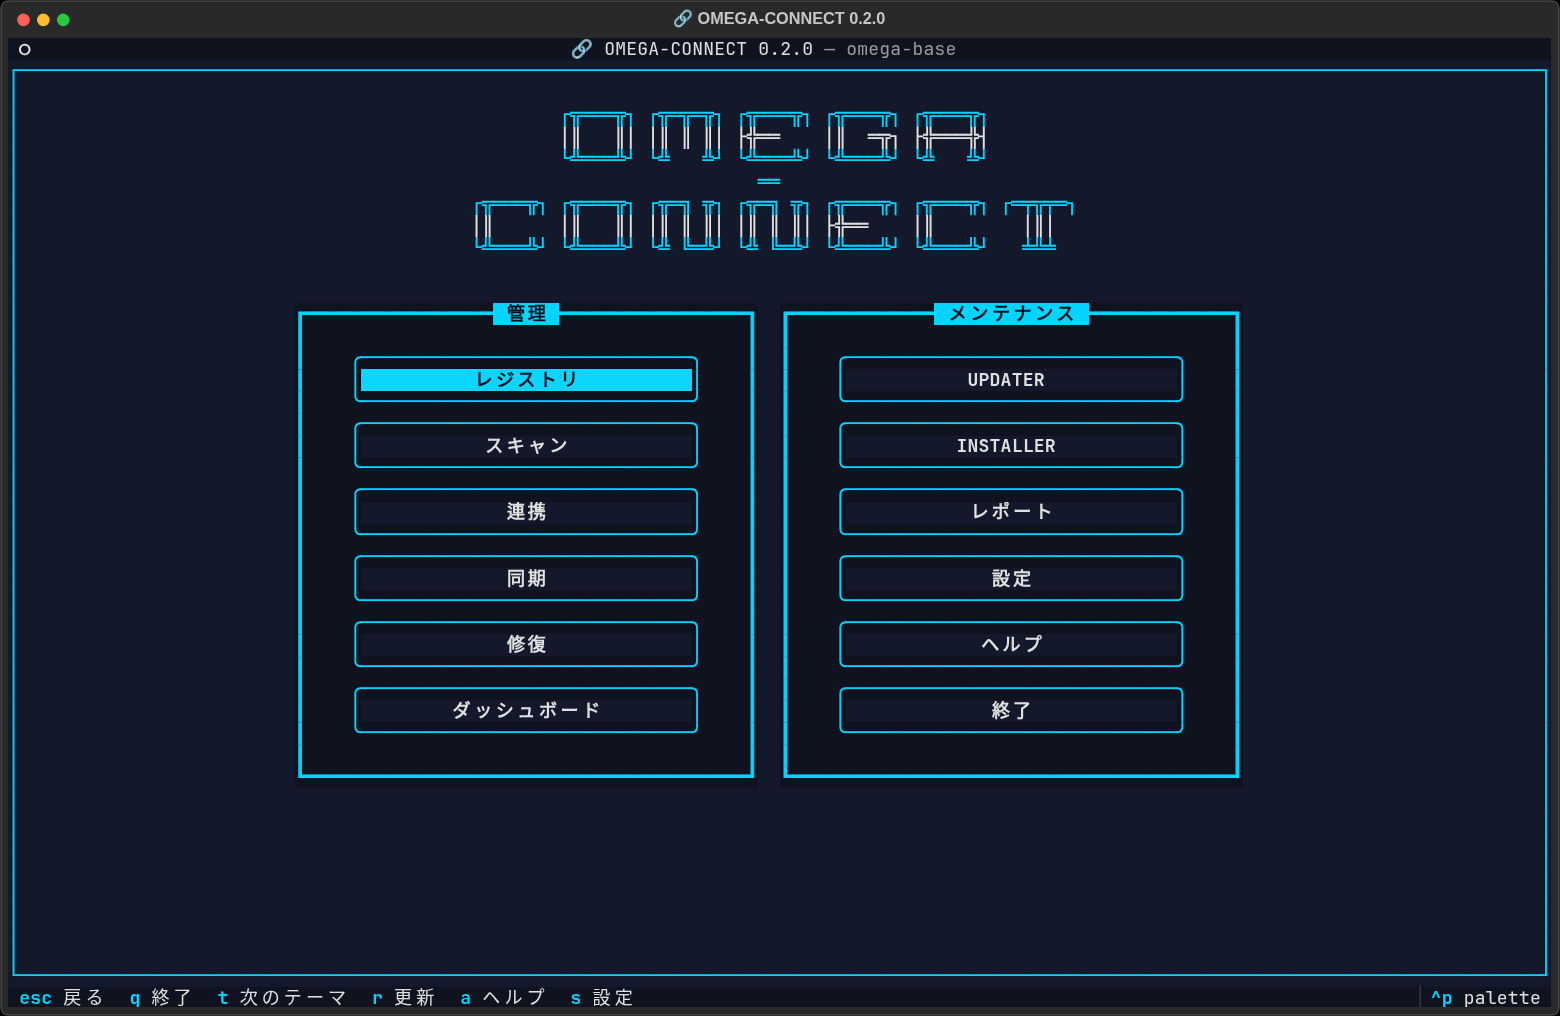 🔗 OMEGA-CONNECT 0.2.0
🔗 OMEGA-CONNECT 0.2.0 — omega-base
OMEGA
-
CONNECT
管理
レジストリ
スキャン
連携
同期
修復
ダッシュボード
メンテナンス
UPDATER
INSTALLER
レポート
設定
ヘルプ
終了
esc 戻る q 終了 t 次のテーマ r 更新 a ヘルプ s 設定 ^p palette